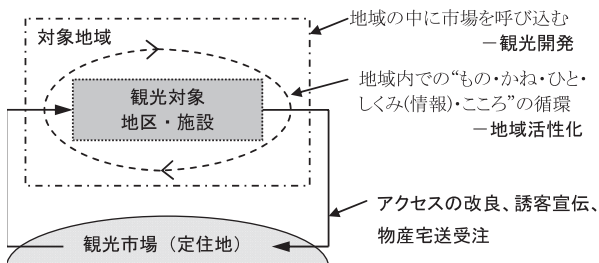 地域の中に市場を呼び込む
－観光開発
対象地域
観光対象
地区・施設
地域内での“もの・かね・ひと・
しくみ(情報)・こころ”の循環
－地域活性化
アクセスの改良、誘客宣伝、
物産宅送受注
観光市場（定住地）